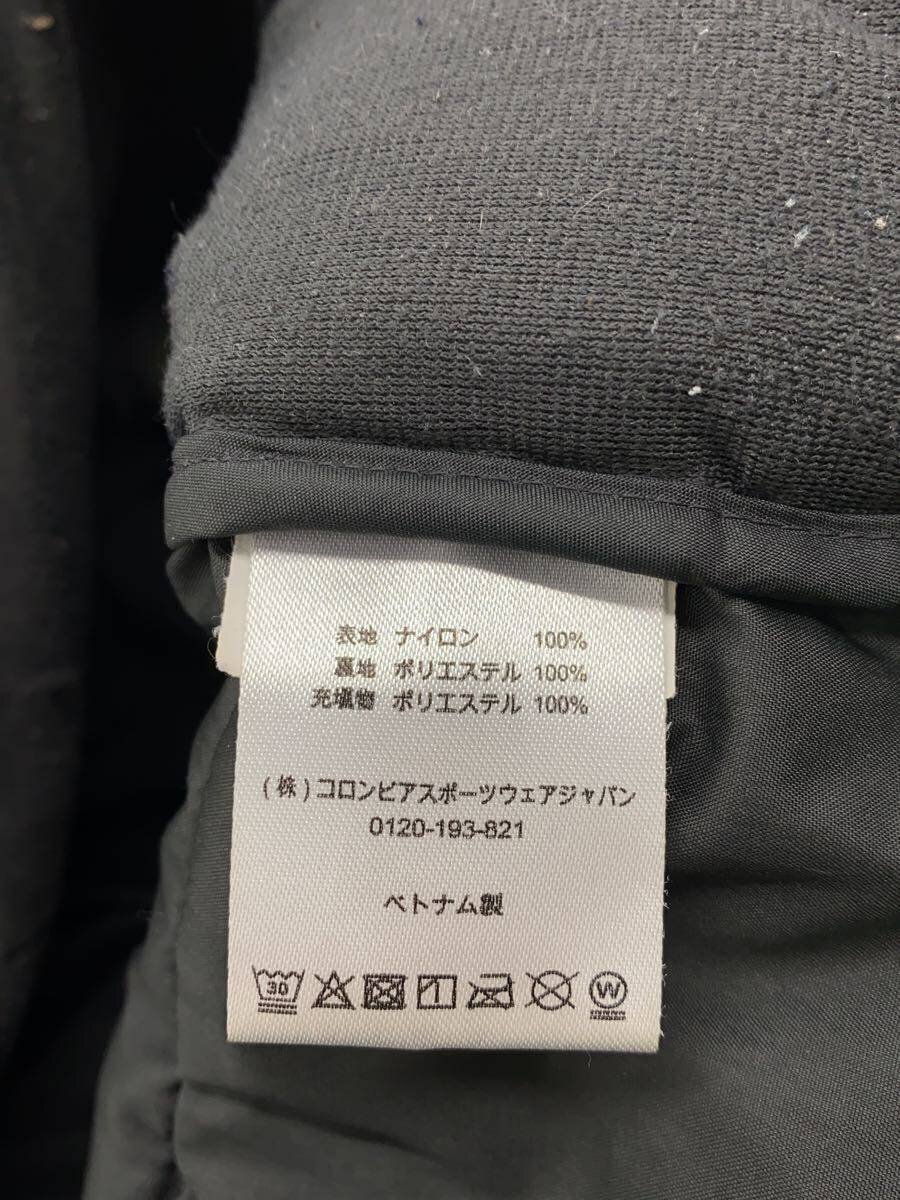 表地 ナイロン 100%
裏地 ポリエステル 100%
充填物 ポリエステル 100%
(株)コロンビアスポーツウェアジャパン
0120-193-821
ベトナム製
30
W